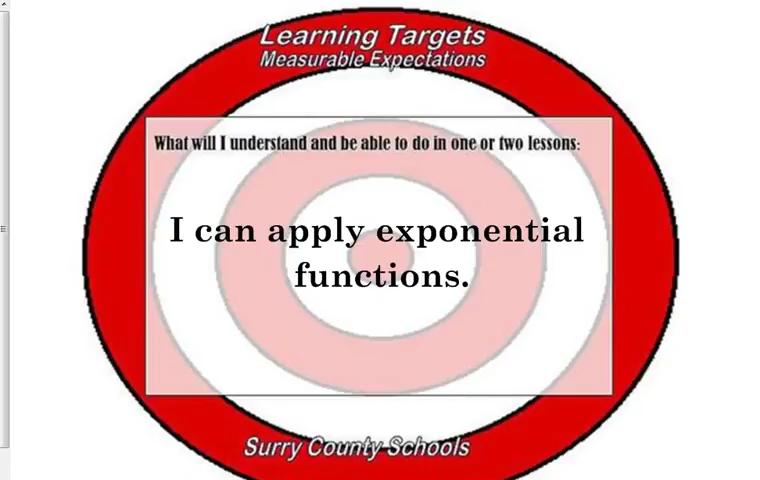 Learning Targets
Measurable Expectations
What will I understand and be able to do in one or two lessons:
I can apply exponential
functions.
Surry County Schools